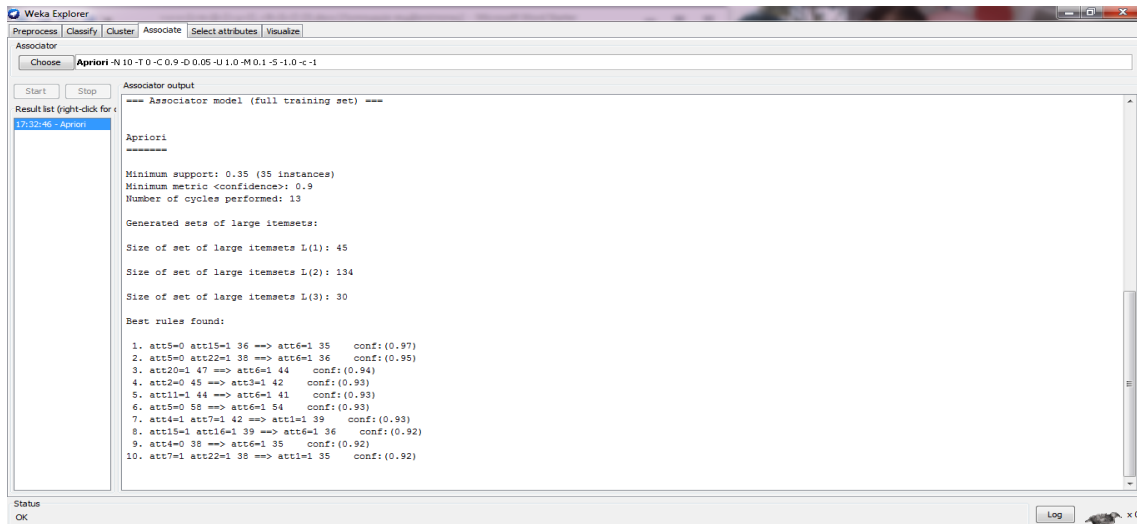 Weka Explorer
Preprocess Classify Cluster Associate Select attributes Visualize
Associator
Choose Apriori -N 10 -T 0 -C 0.9 -D 0.05 -U 1.0 -M 0.1 -S -1.0 -c -1
Start Stop
Result list (right-click for
17:32:46 - Apriori
Associator output
=== Associator model (full training set) ===
Apriori
=======
Minimum support: 0.35 (35 instances)
Minimum metric <confidence>: 0.9
Number of cycles performed: 13
Generated sets of large itemsets:
Size of set of large itemsets L(1): 45
Size of set of large itemsets L(2): 134
Size of set of large itemsets L(3): 30
Best rules found:
1. att5=0 att15=1 36 ==> att6=1 35 conf:(0.97)
2. att5=0 att22=1 38 ==> att6=1 36 conf:(0.95)
3. att20=1 47 ==> att6=1 44 conf:(0.94)
4. att2=0 45 ==> att3=1 42 conf:(0.93)
5. att11=1 44 ==> att6=1 41 conf:(0.93)
6. att5=0 58 ==> att6=1 54 conf:(0.93)
7. att4=1 att7=1 42 ==> att1=1 39 conf:(0.93)
8. att15=1 att16=1 39 ==> att6=1 36 conf:(0.92)
9. att4=0 38 ==> att6=1 35 conf:(0.92)
10. att7=1 att22=1 38 ==> att1=1 35 conf:(0.92)
Status
OK
Log
x 0